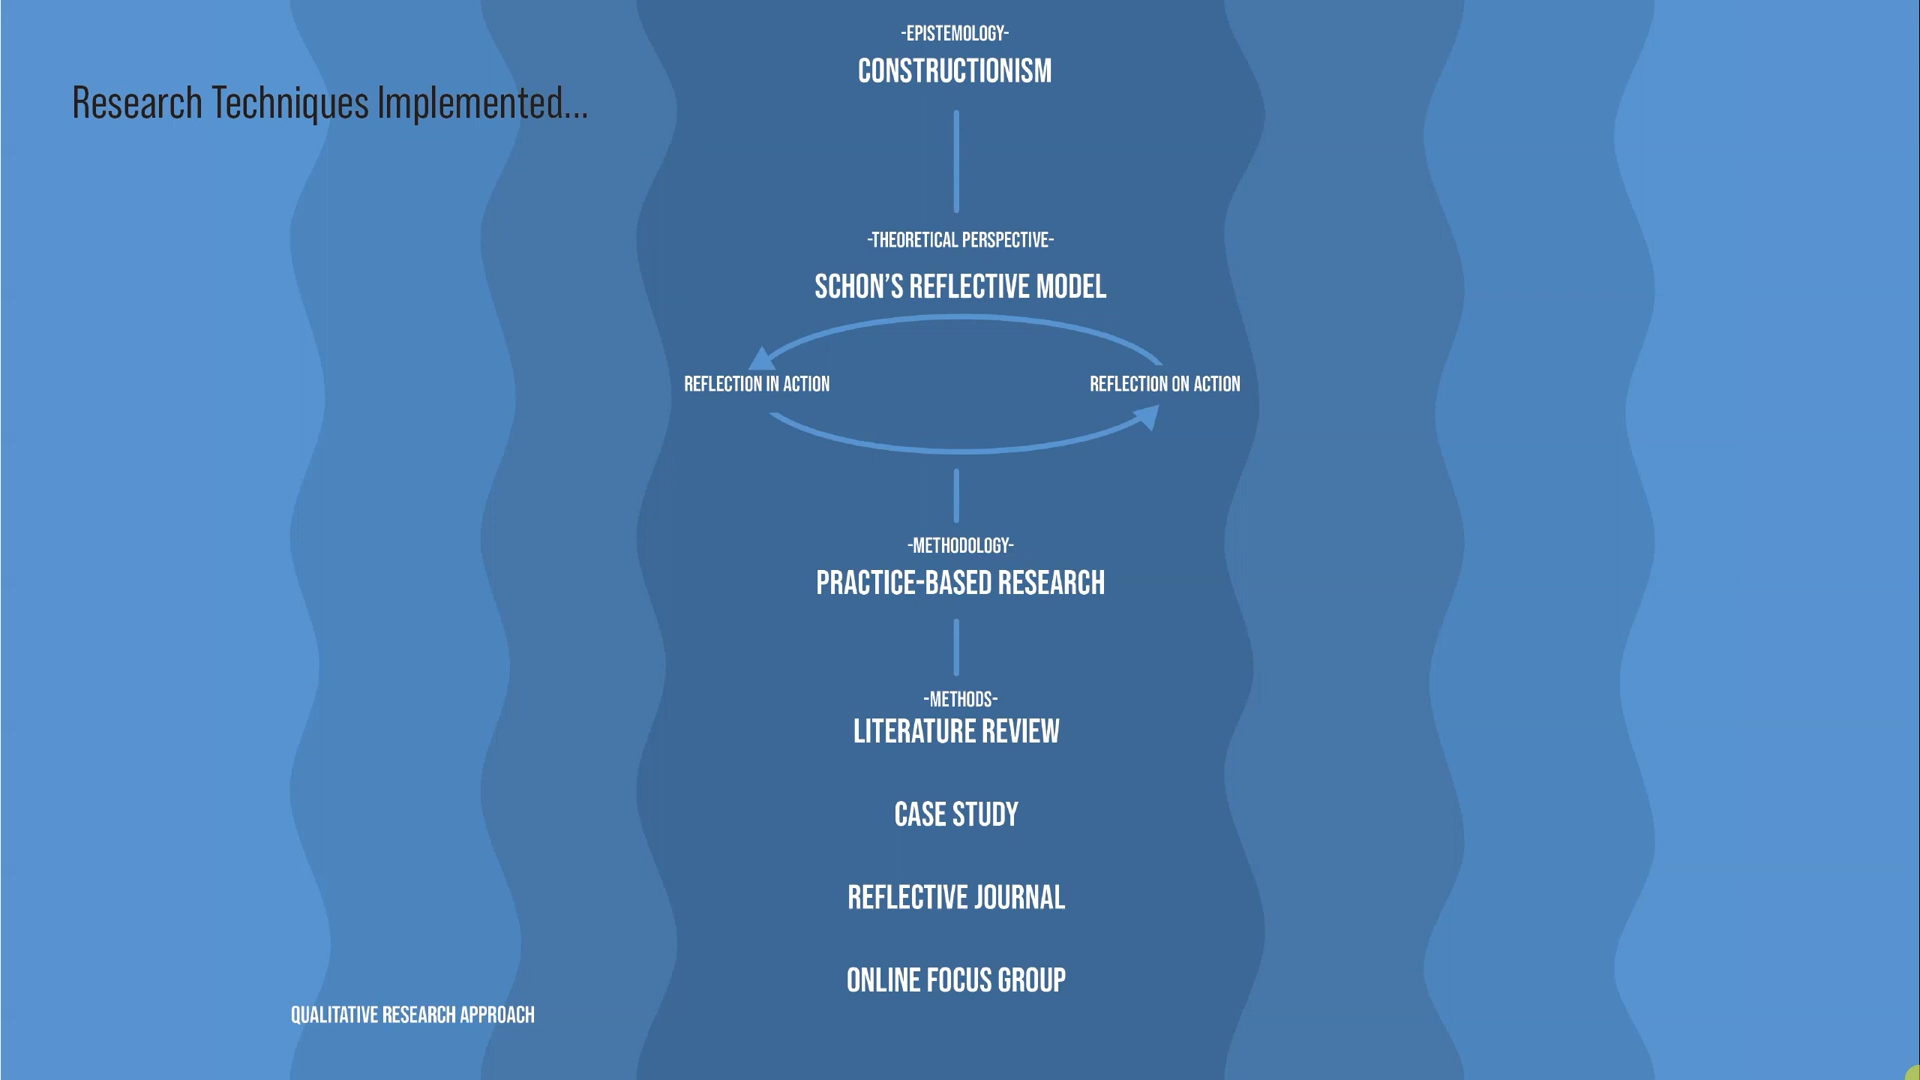 Research Techniques Implemented...
-EPISTEMOLOGY-
CONSTRUCTIONISM
-THEORETICAL PERSPECTIVE-
SCHON'S REFLECTIVE MODEL
REFLECTION IN ACTION
REFLECTION ON ACTION
-METHODOLOGY-
PRACTICE-BASED RESEARCH
-METHODS-
LITERATURE REVIEW
CASE STUDY
REFLECTIVE JOURNAL
ONLINE FOCUS GROUP
QUALITATIVE RESEARCH APPROACH